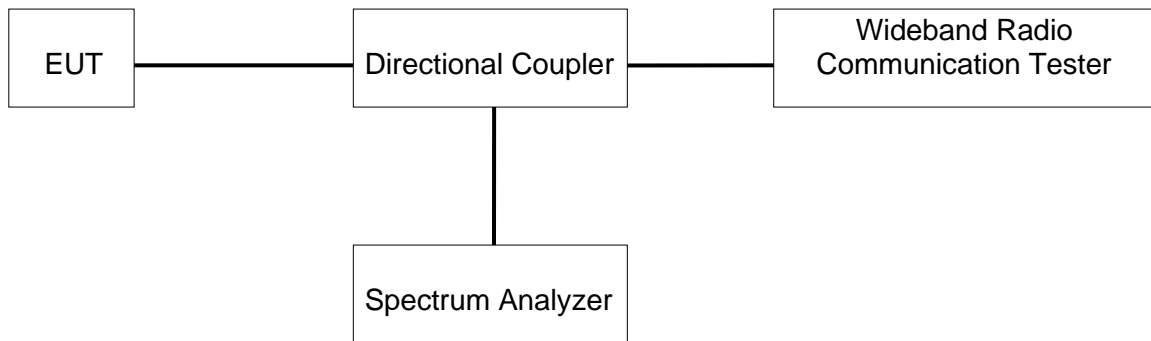 EUT
Directional Coupler
Wideband Radio
Communication Tester
Spectrum Analyzer